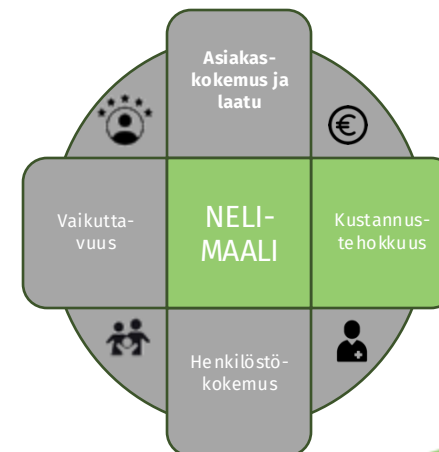 Asiakas-
kokemus ja
laatu
Vaikutta-
vuus
NELI-
MAALI
Kustannus-
tehokkuus
Henkilöstö-
kokemus